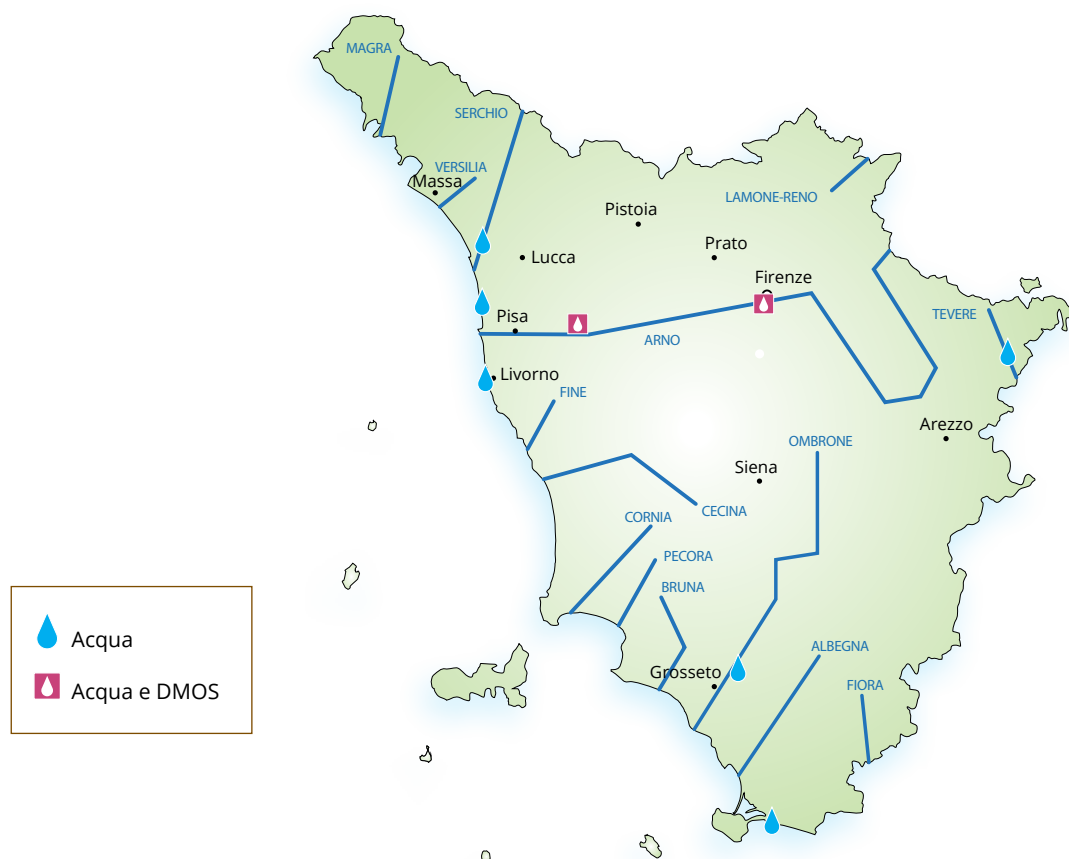 MAGRA
SERCHIO
VERSILIA
Massa
LAMONE-RENO
Pistoia
Prato
Lucca
Firenze
TEVERE
Pisa
ARNO
Livorno
FINE
Arezzo
OMBRONE
Siena
CECINA
CORNIA
PECORA
BRUNA
ALBEGNA
Grosseto
FIORA
Acqua
Acqua e DMOS